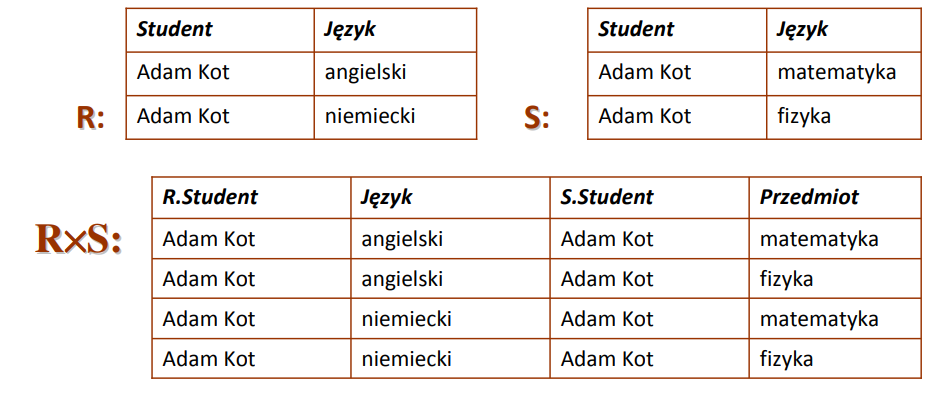 Student Język Student Język
Adam Kot angielski Adam Kot matematyka
R: Adam Kot niemiecki S: Adam Kot fizyka
R.Student Język S.Student Przedmiot
R×S: Adam Kot angielski Adam Kot matematyka
Adam Kot angielski Adam Kot fizyka
Adam Kot niemiecki Adam Kot matematyka
Adam Kot niemiecki Adam Kot fizyka